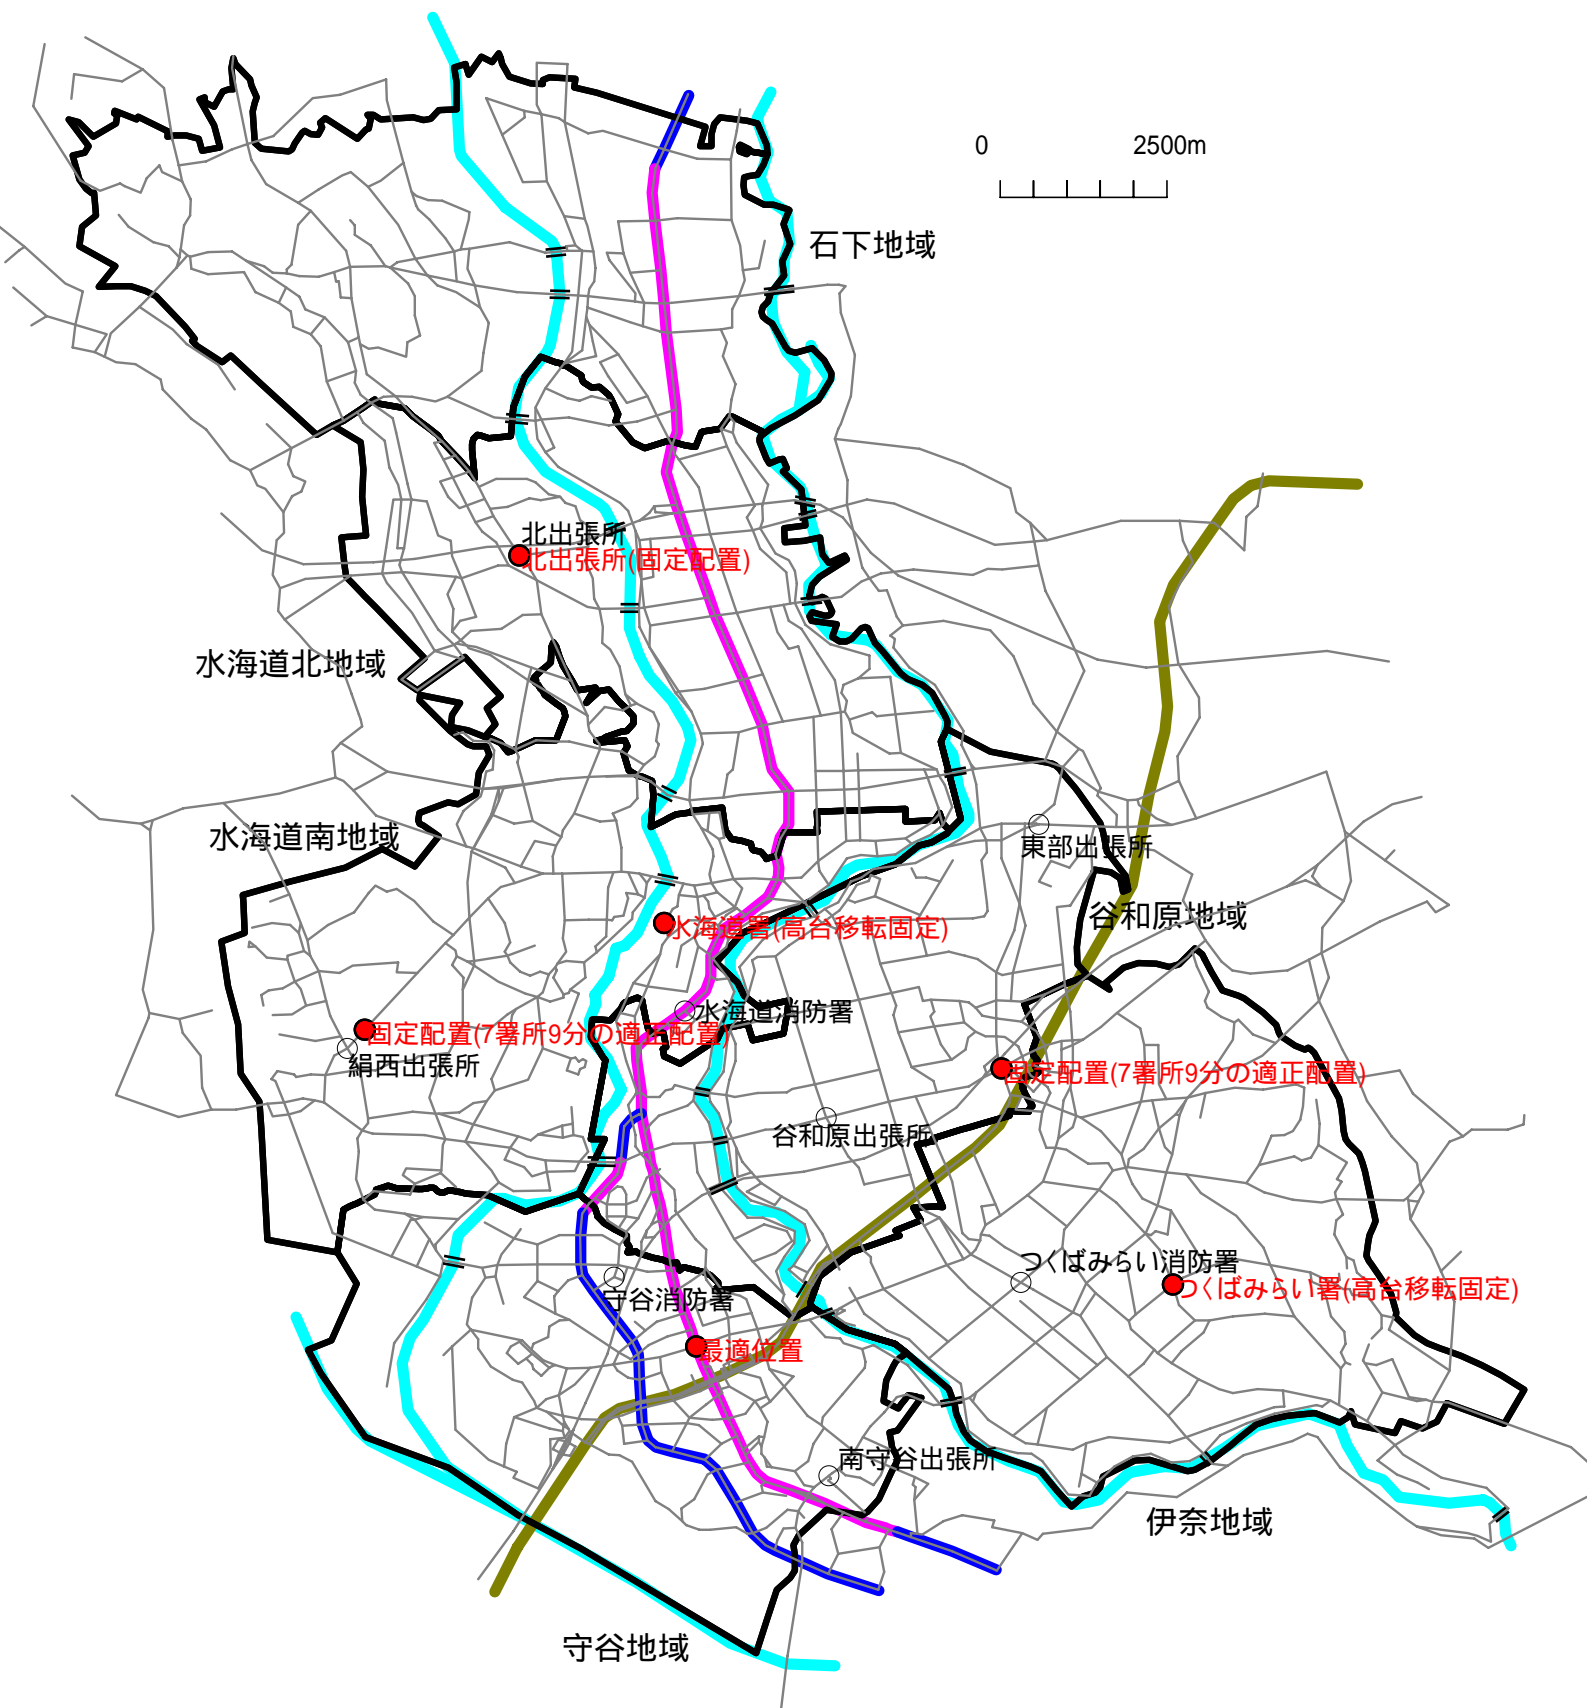 0 2500m
石下地域
北出張所
北出張所(固定配置)
水海道北地域
水海道南地域
東部出張所
谷和原地域
水海道署(高台移転固定)
水海道消防署
固定配置(7署所9分の適正配置)
絹西出張所
固定配置(7署所9分の適正配置)
谷和原出張所
つくばみらい消防署
つくばみらい署(高台移転固定)
守谷消防署
最適位置
南守谷出張所
伊奈地域
守谷地域